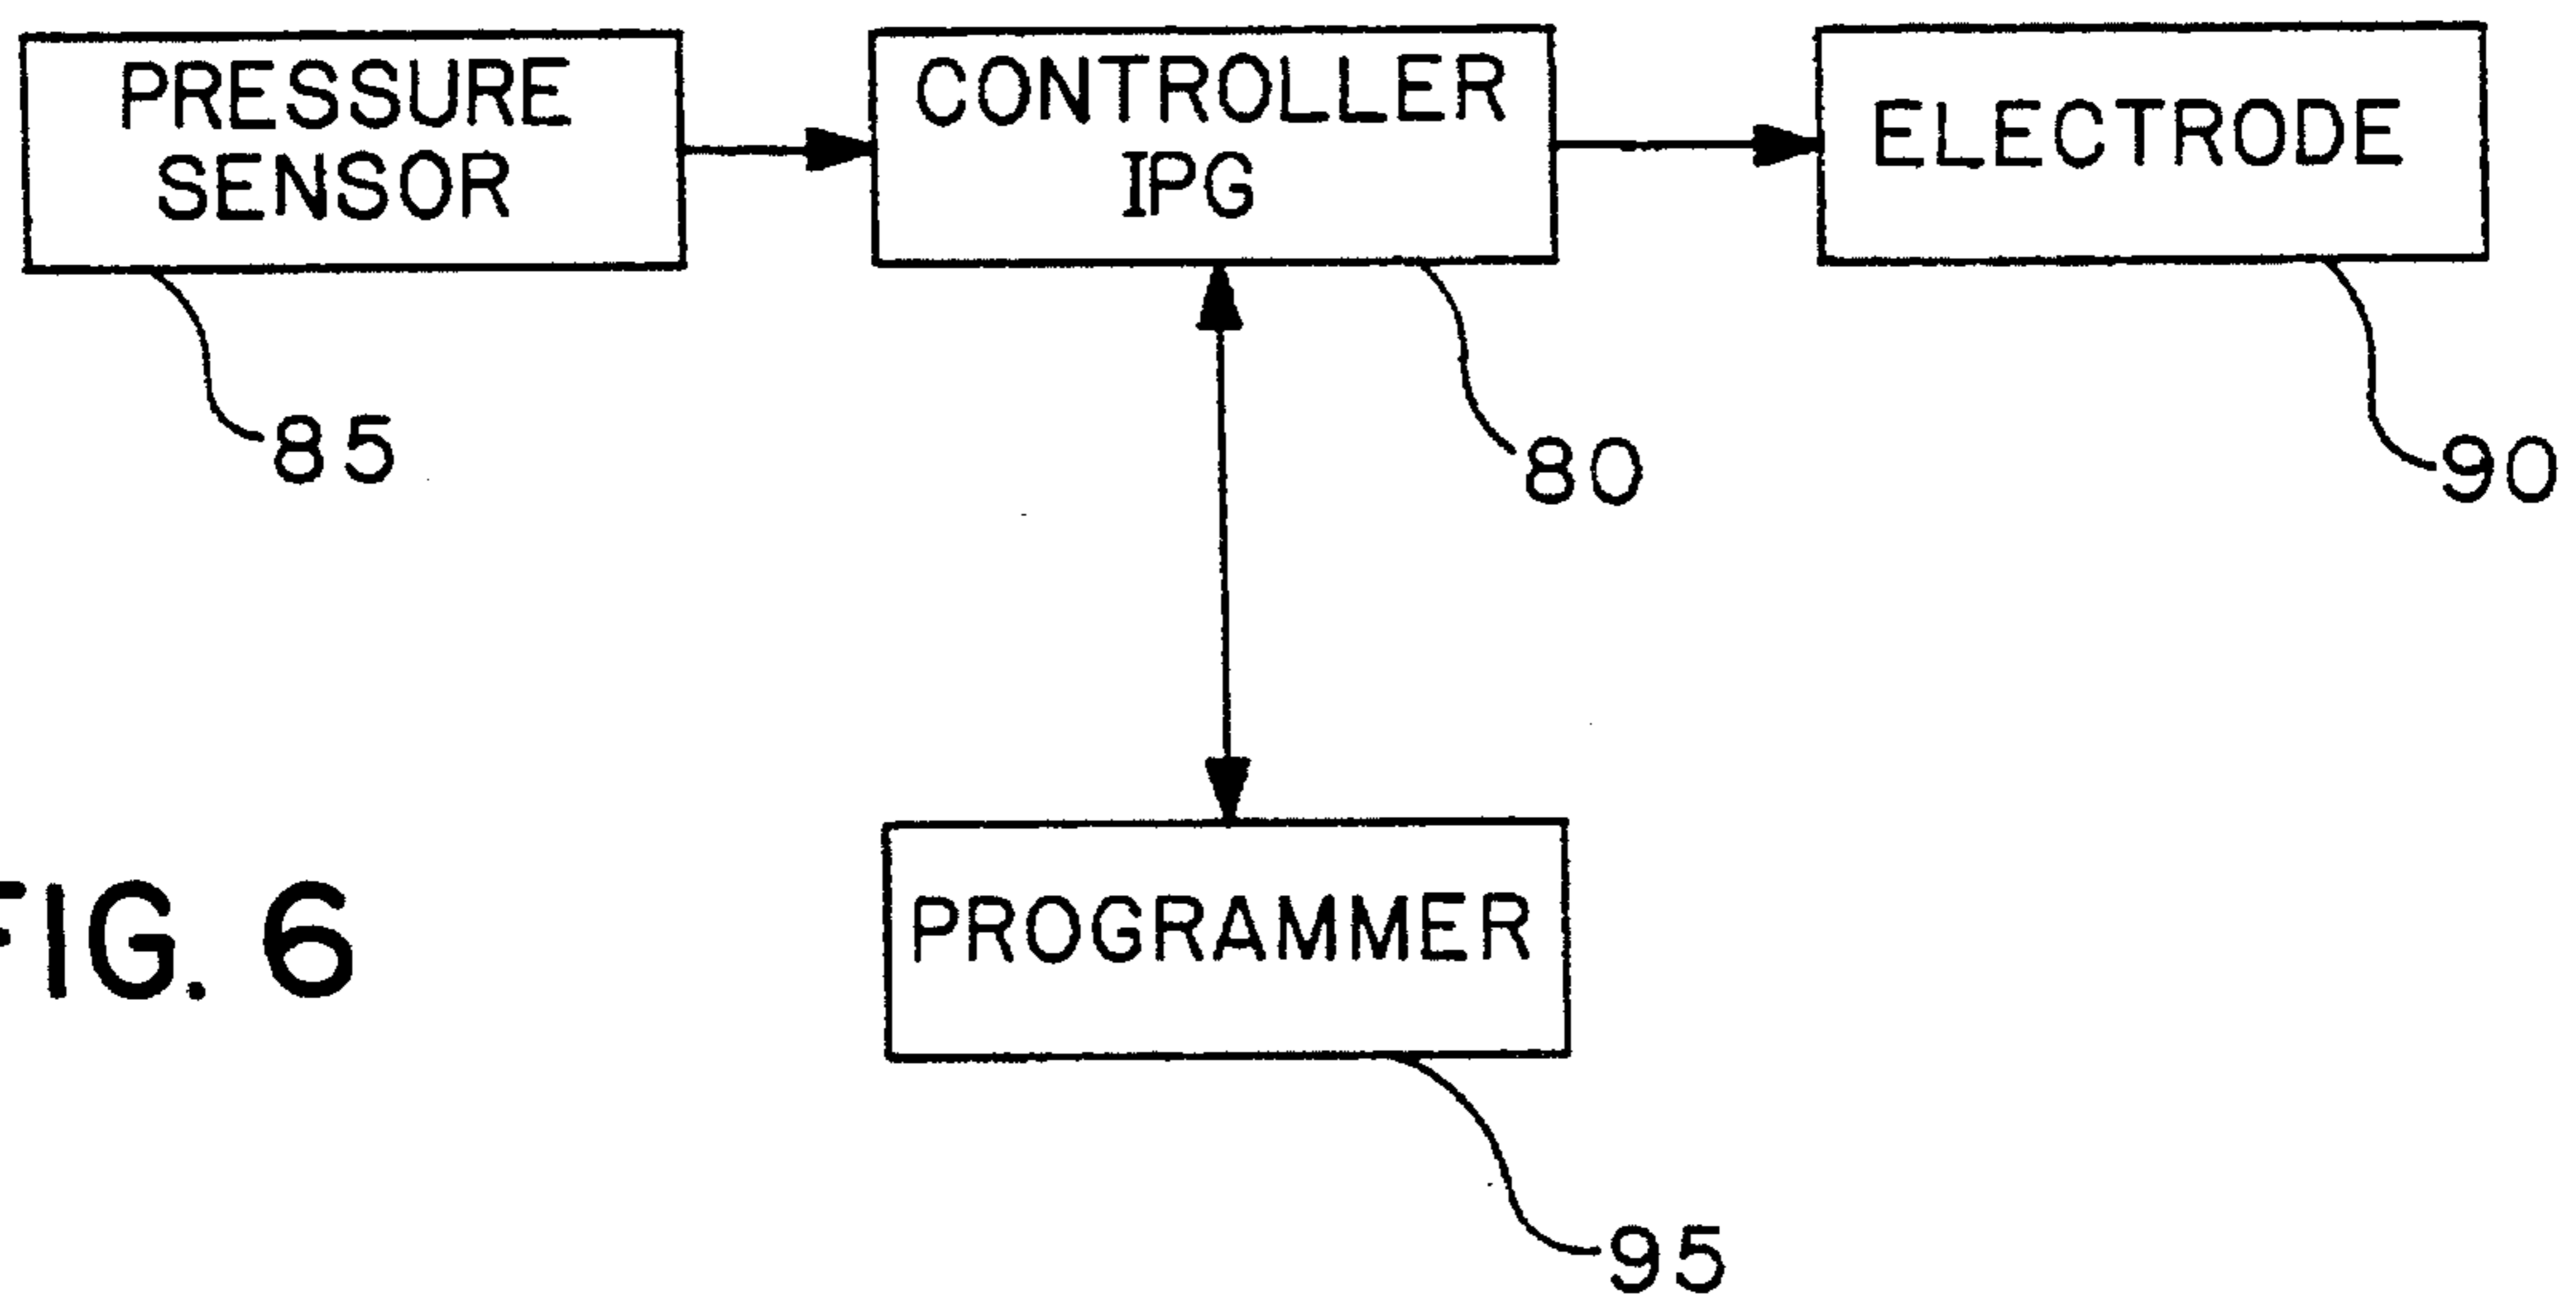 PRESSURE
SENSOR
CONTROLLER
IPG
ELECTRODE
85
80
90
PROGRAMMER
FIG. 6
95